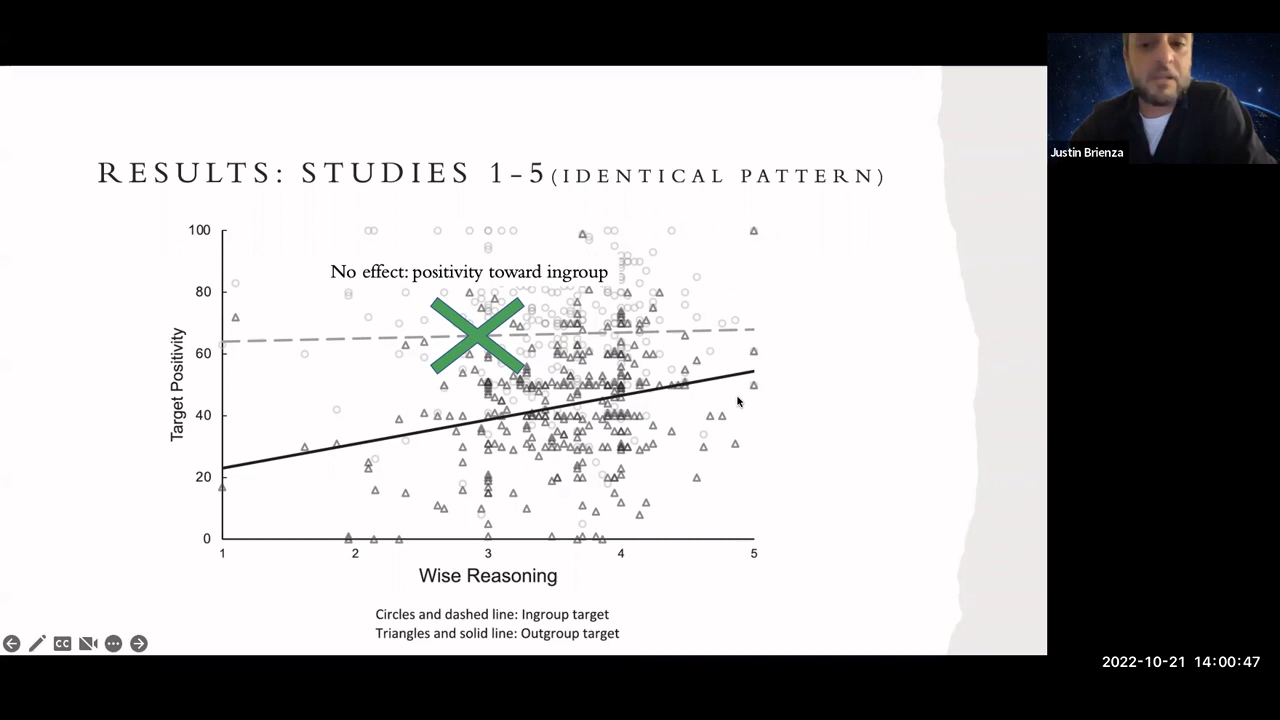 Justin Brienza
RESULTS: STUDIES 1-5(IDENTICAL PATTERN)
100
No effect: positivity toward ingroup
80
60
Target Positivity
40
20
0
1 2 3 4 5
Wise Reasoning
Circles and dashed line: Ingroup target
Triangles and solid line: Outgroup target
CC
2022-10-21 14:00:47